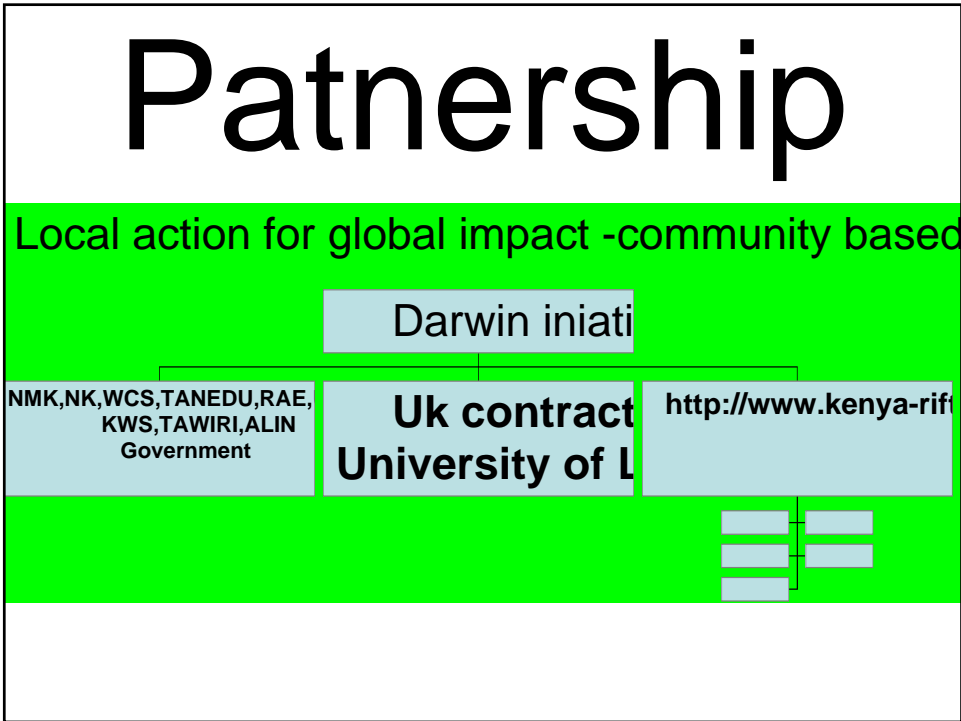 Patnership
Local action for global impact -community based
Darwin iniati
NMK,NK,WCS,TANEDU,RAE,
KWS,TAWIRI,ALIN
Government
Uk contract
University of L
http://www.kenya-rift